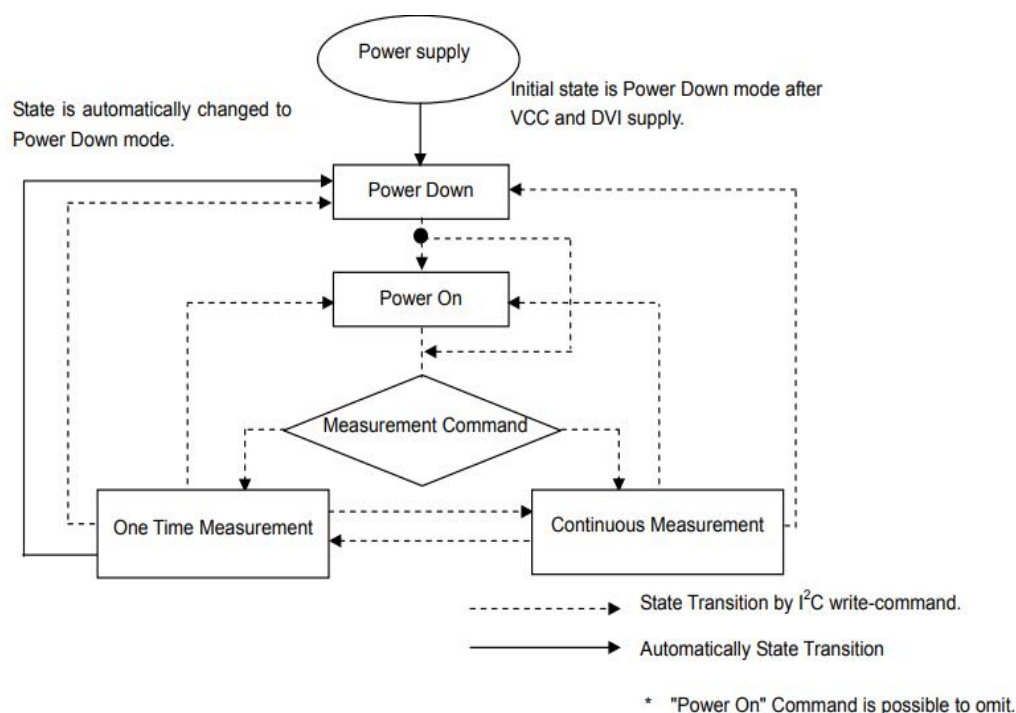 Power supply
Initial state is Power Down mode after
VCC and DVI supply.
State is automatically changed to
Power Down mode.
Power Down
Power On
Measurement Command
One Time Measurement
Continuous Measurement
State Transition by I²C write-command.
Automatically State Transition
* "Power On" Command is possible to omit.